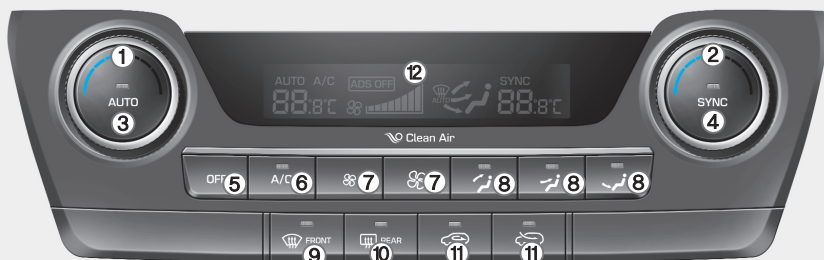 ① ②
AUTO A/C ADS OFF ⑫ AUTO SYNC
88:8°C 88:8°C
AUTO SYNC
③ ④
Clean Air
OFF ⑤ A/C ⑥ ⑦ ⑦ ⑧ ⑧ ⑧
FRONT REAR
⑨ ⑩ ⑪ ⑪